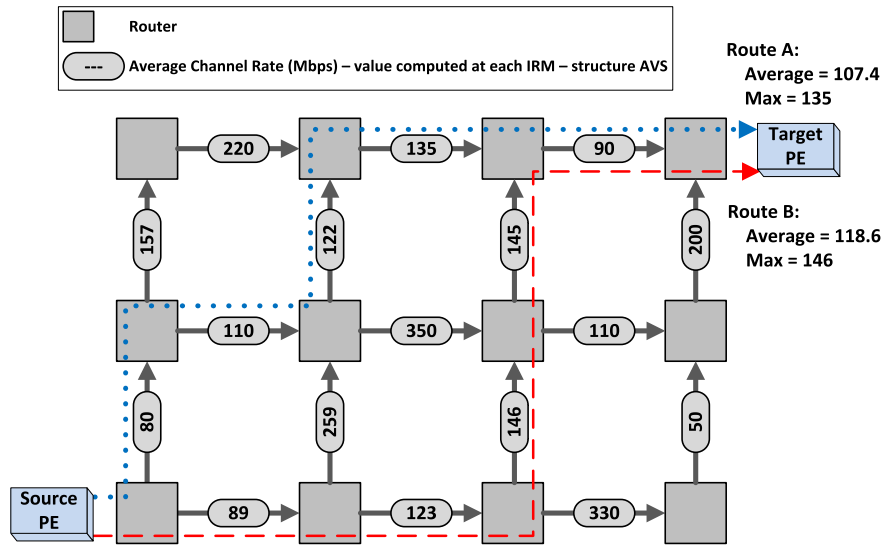 Router
--- Average Channel Rate (Mbps) – value computed at each IRM – structure AVS
Route A:
Average = 107.4
Max = 135
Target
PE
220
135
90
157
122
145
200
Route B:
Average = 118.6
Max = 146
110
350
110
80
259
146
50
Source
PE
89
123
330